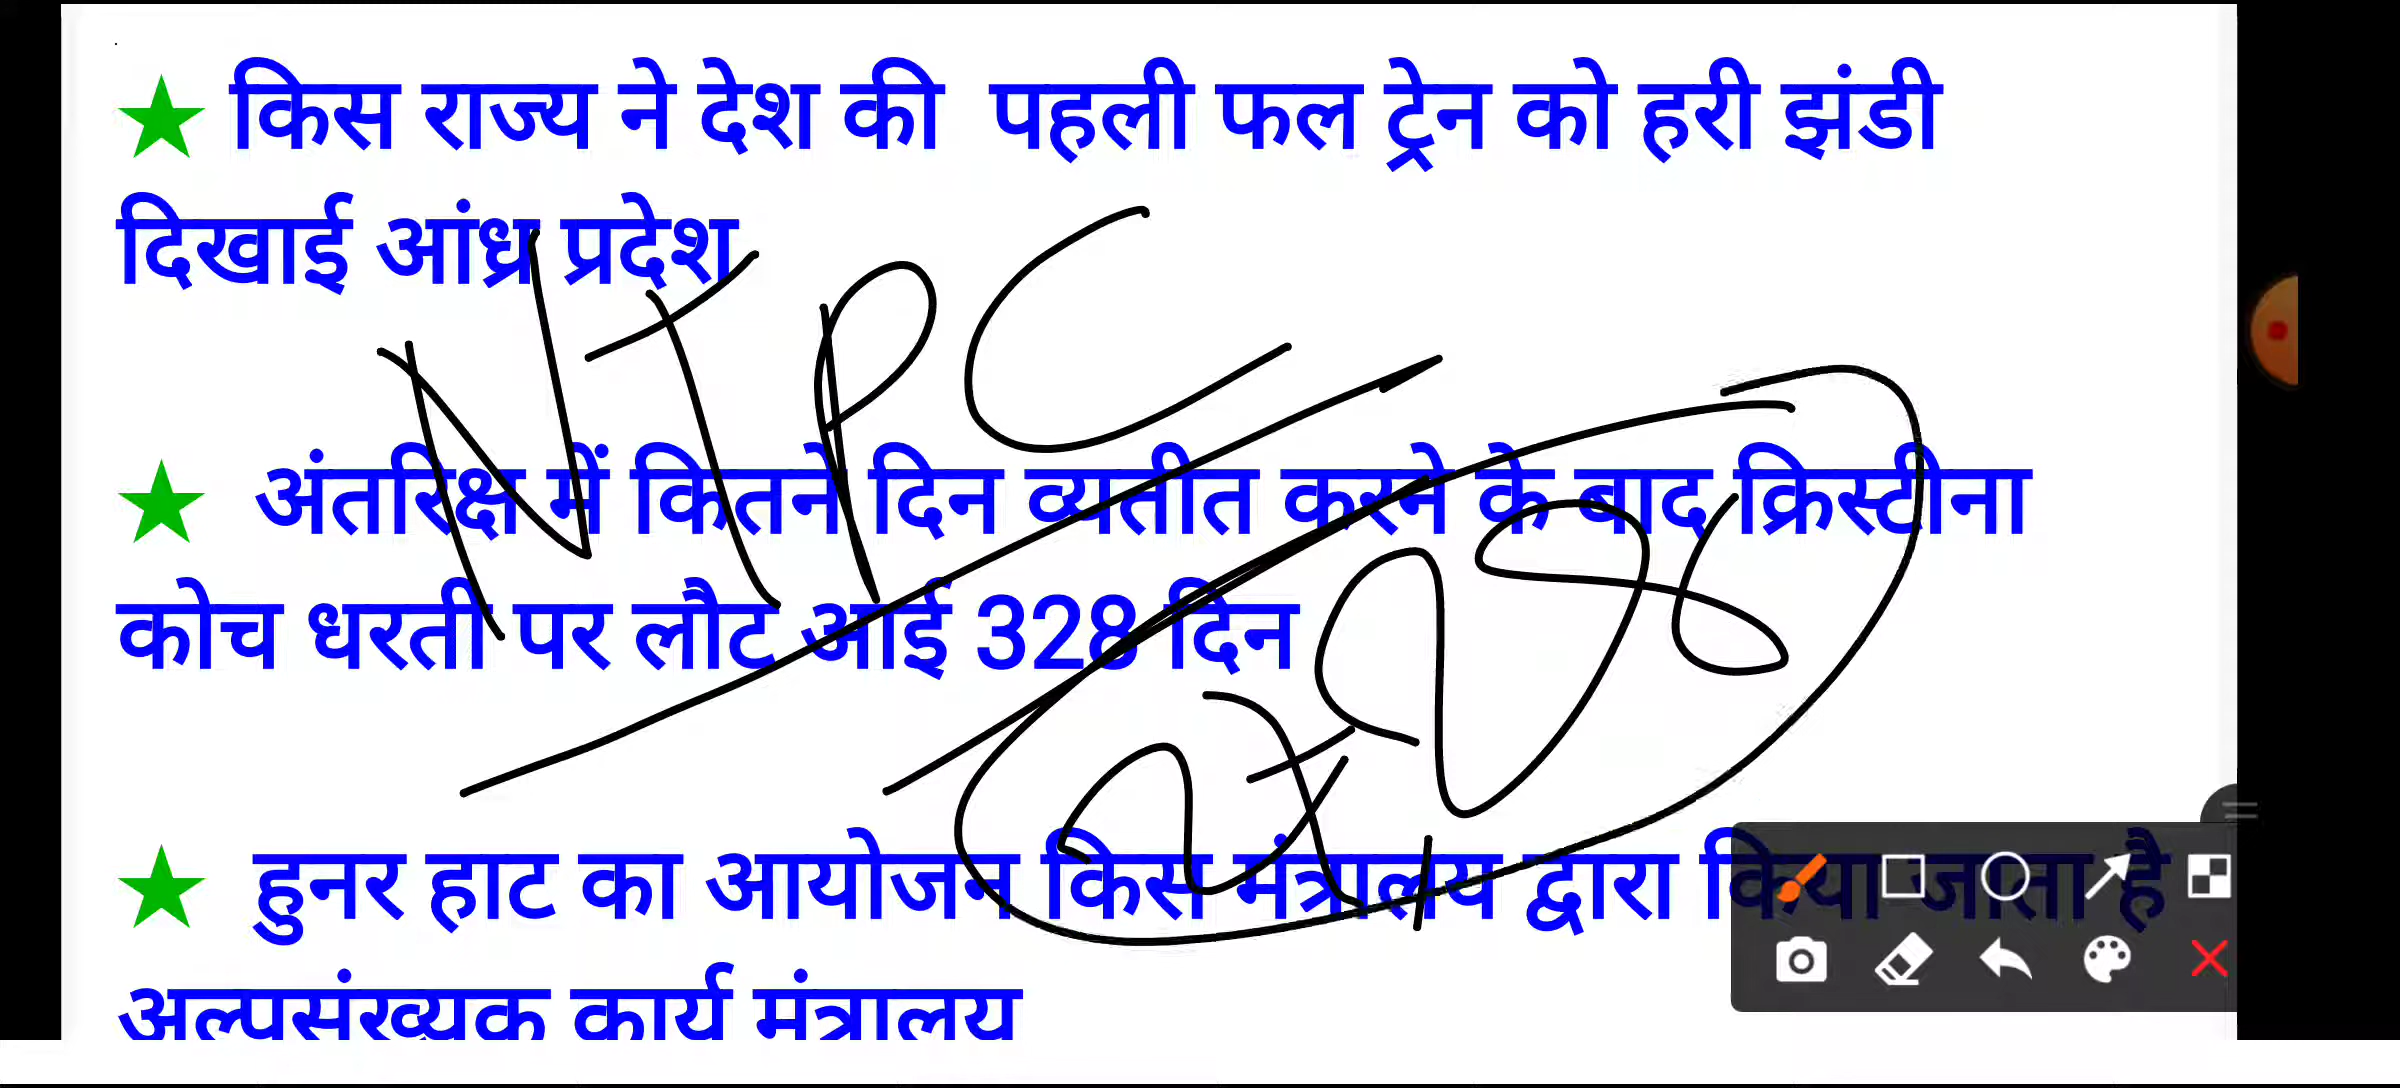 ★ किस राज्य ने देश की पहली फल ट्रेन को हरी झंडी
दिखाई आंध्र प्रदेश
NTPC
★ अंतरिक्ष में कितने दिन व्यतीत करने के बाद क्रिस्टीना
कोच धरती पर लौट आई 328 दिन
★ हुनर हाट का आयोजन किस मंत्रालय द्वारा किया जाता है
अल्पसंख्यक कार्य मंत्रालय